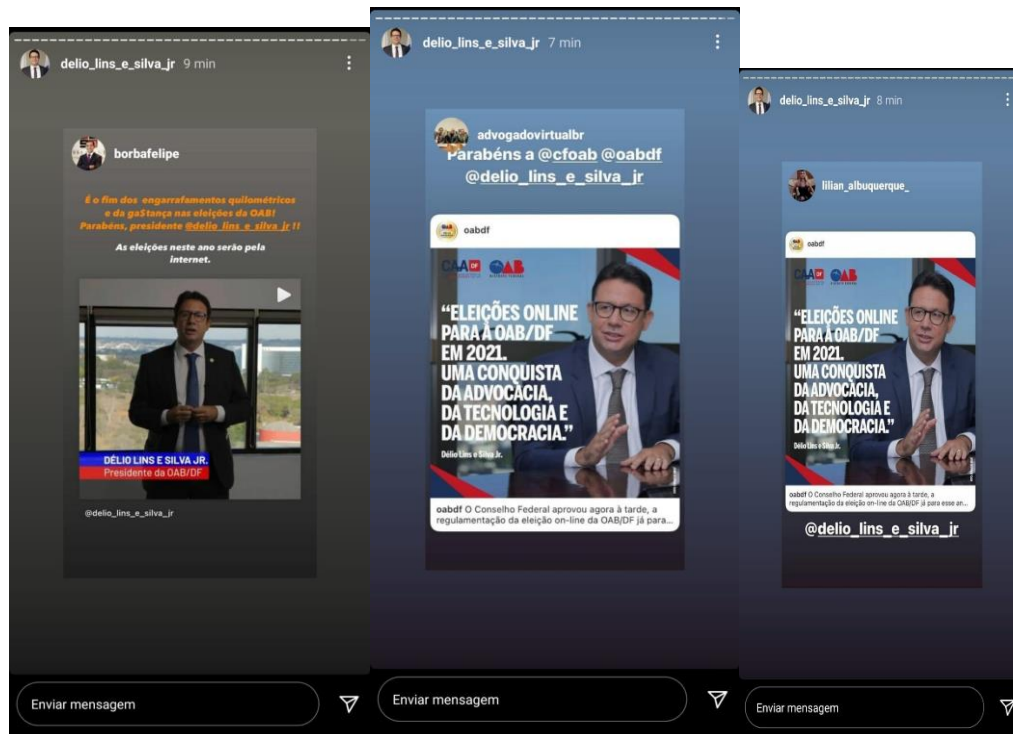 delio_lins_e_silva_jr 9 min
borbafelipe
É o fim dos engarrafamentos quilométricos
e da ga$tança nas eleições da OAB!
Parabéns, presidente @delio_lins_e_silva_jr !!
As eleições neste ano serão pela
internet.
DÉLIO LINS E SILVA JR.
Presidente da OAB/DF
@delio_lins_e_silva_jr
Enviar mensagem
delio_lins_e_silva_jr 7 min
advogadovirtualbr
Parabéns a @cfoab @oabdf
@delio_lins_e_silva_jr
oabdf
CAADF OAB
“ELEIÇÕES ONLINE
PARA À OAB/DF
EM 2021.
UMA CONQUISTA
DA ADVOCACIA,
DA TECNOLOGIA E
DA DEMOCRACIA.”
Délio Lins e Silva Jr.
oabdf O Conselho Federal aprovou agora à tarde, a
regulamentação da eleição on-line da OAB/DF já para...
Enviar mensagem
delio_lins_e_silva_jr 8 min
lilian_albuquerque_
oabdf
CAADF OAB
“ELEIÇÕES ONLINE
PARA À OAB/DF
EM 2021.
UMA CONQUISTA
DA ADVOCACIA,
DA TECNOLOGIA E
DA DEMOCRACIA.”
Délio Lins e Silva Jr.
oabdf O Conselho Federal aprovou agora à tarde, a
regulamentação da eleição on-line da OAB/DF já para esse an...
@delio_lins_e_silva_jr
Enviar mensagem